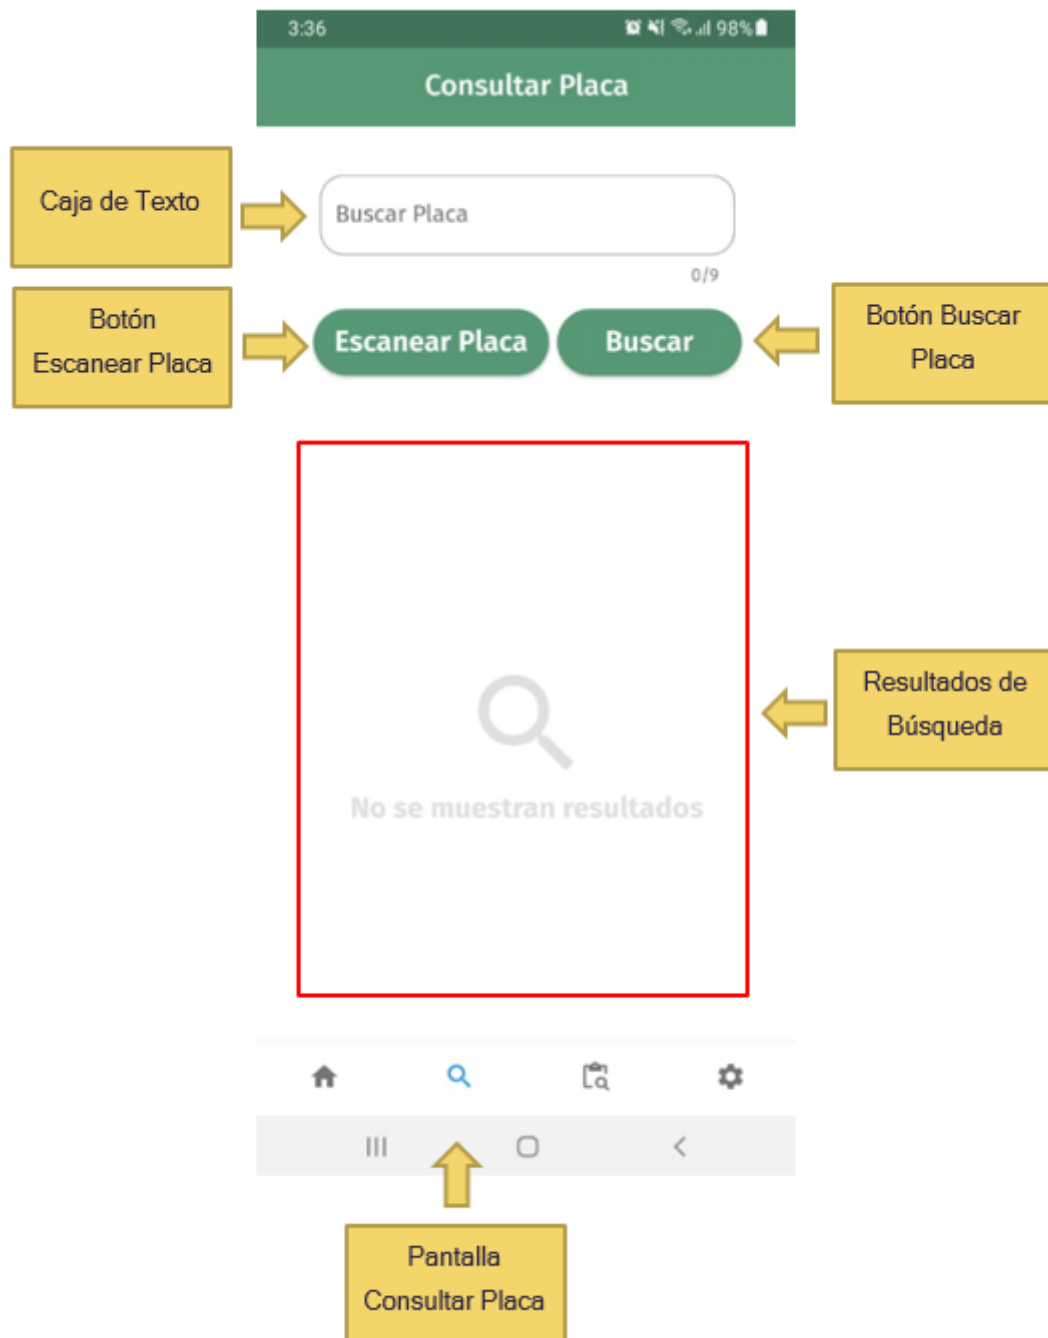 3:36
98%
Consultar Placa
Caja de Texto
Buscar Placa
0/9
Botón
Escanear Placa
Escanear Placa
Buscar
Botón Buscar
Placa
Resultados de
Búsqueda
No se muestran resultados
Pantalla
Consultar Placa